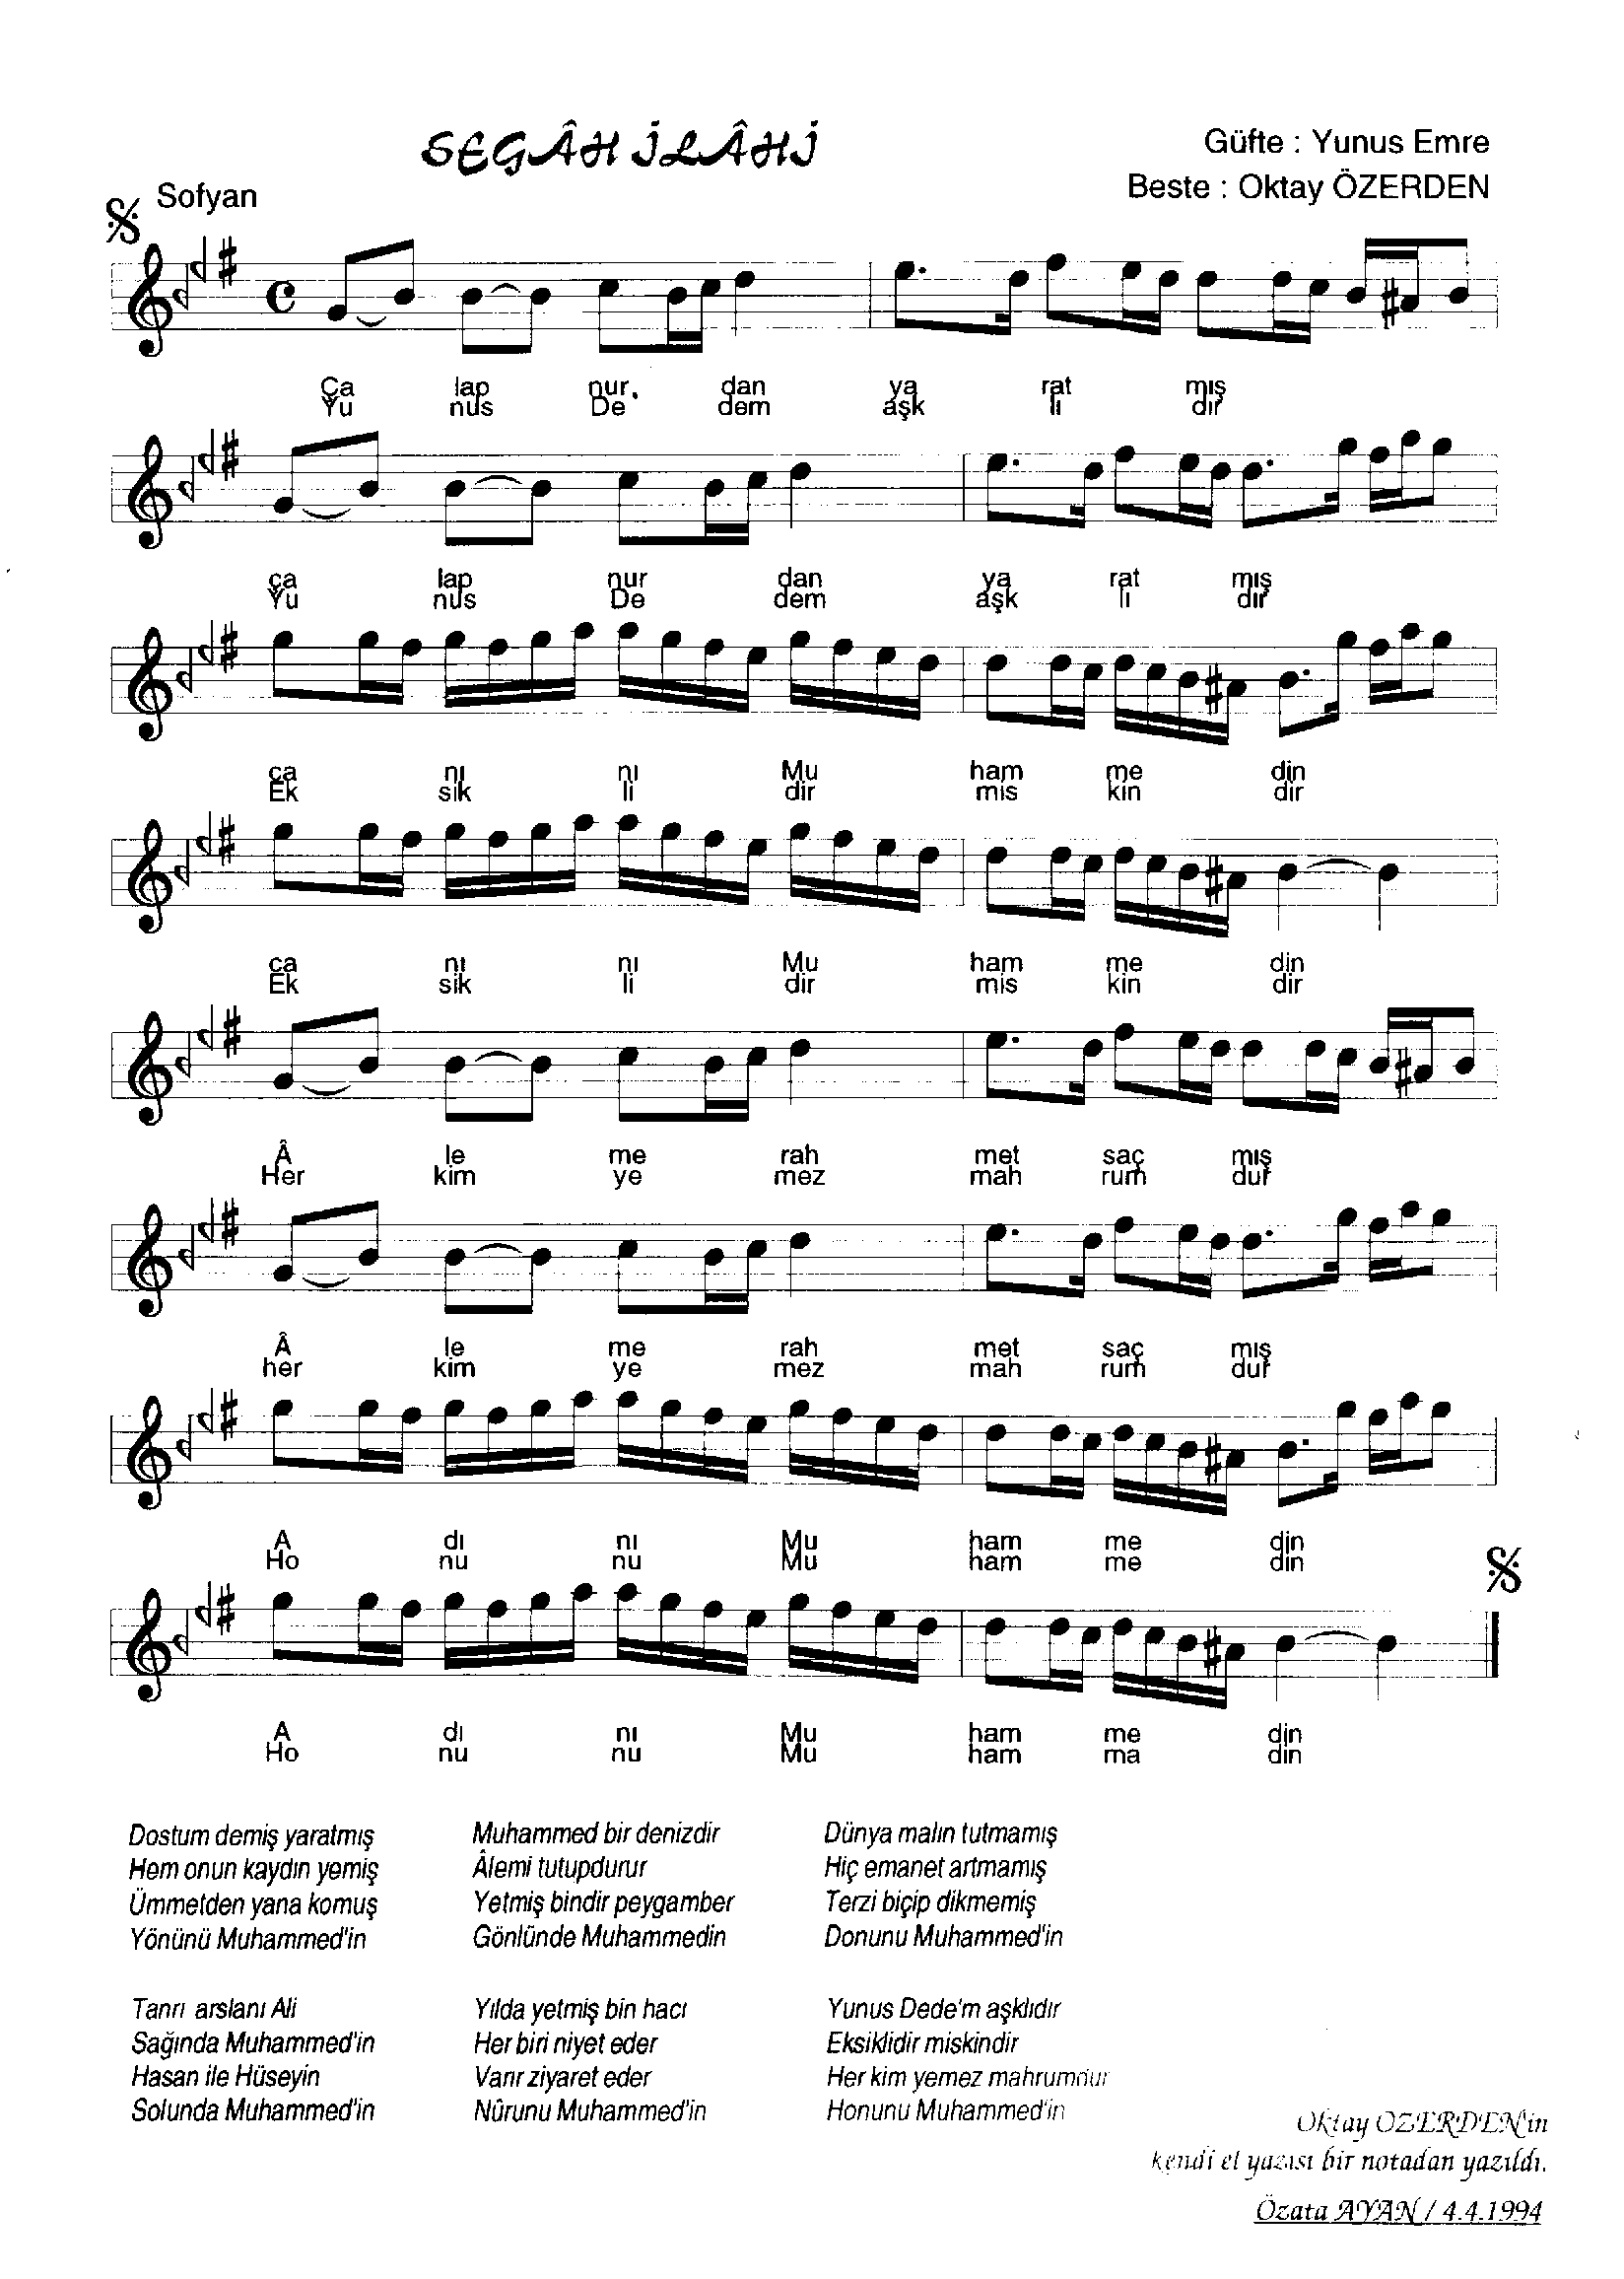 SEGÂH İLÂHİ
Güfte : Yunus Emre
Beste : Oktay ÖZERDEN
Sofyan
Ça lap nur. dan ya rat mış
Yu nus De dem aşk lı dır
ça lap nur dan ya rat mış
Yu nus De dem aşk lı dır
ca nı nı Mu ham me din
Ek sik li dir mis kin dir
ca nı nı Mu ham me din
Ek sik li dir mis kin dir
Â le me rah met saç mış
Her kim ye mez mah rum dur
Â le me rah met saç mış
her kim ye mez mah rum dur
A dı nı Mu ham me din
Ho nu nu Mu ham me din
A dı nı Mu ham me din
Ho nu nu Mu ham ma din
Dostum demiş yaratmış
Hem onun kaydın yemiş
Ümmetden yana komuş
Yönünü Muhammed'in
Muhammed bir denizdir
Âlemi tutupdurur
Yetmiş bindir peygamber
Gönlünde Muhammedin
Dünya malın tutmamış
Hiç emanet artmamış
Terzi biçip dikmemiş
Donunu Muhammed'in
Tanrı arslanı Ali
Sağında Muhammed'in
Hasan ile Hüseyin
Solunda Muhammed'in
Yılda yetmiş bin hacı
Her biri niyet eder
Varır ziyaret eder
Nûrunu Muhammed'in
Yunus Dede'm aşklıdır
Eksiklidir miskindir
Her kim yemez mahrumdur
Honunu Muhammed'in
Oktay OZERDEN'in
kendi el yazısı bir notadan yazıldı.
Özata AYAN / 4.4.1994